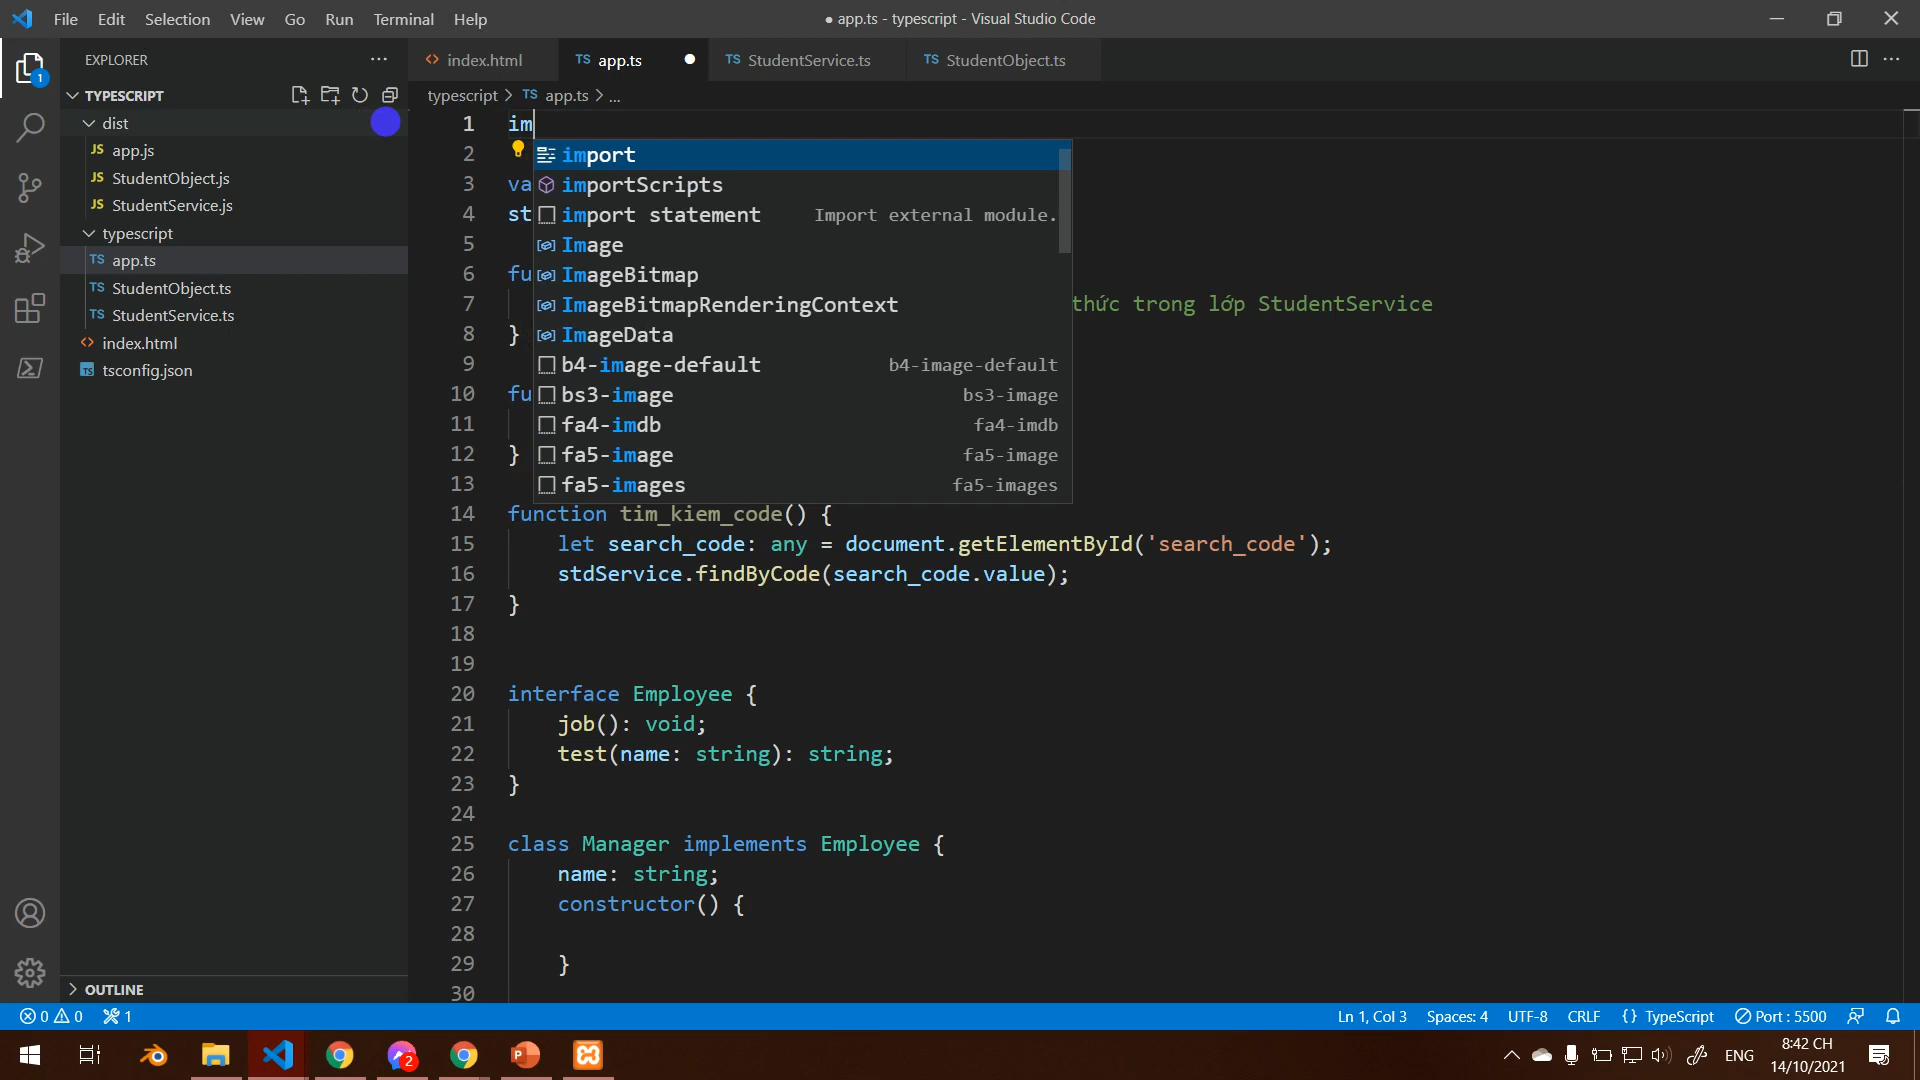 File Edit Selection View Go Run Terminal Help
● app.ts - typescript - Visual Studio Code
EXPLORER
TYPESCRIPT
dist
JS app.js
JS StudentObject.js
JS StudentService.js
typescript
TS app.ts
TS StudentObject.ts
TS StudentService.ts
<> index.html
TS tsconfig.json
OUTLINE
1
<> index.html
TS app.ts
TS StudentService.ts
TS StudentObject.ts
typescript > TS app.ts > ...
1 im
2
3 va
4 st
5
6 fu
7 thức trong lớp StudentService
8 }
9
10 fu
11
12 }
13
import
importScripts
import statement Import external module.
Image
ImageBitmap
ImageBitmapRenderingContext
ImageData
b4-image-default b4-image-default
bs3-image bs3-image
fa4-imdb fa4-imdb
fa5-image fa5-image
fa5-images fa5-images
14 function tim_kiem_code() {
15 let search_code: any = document.getElementById('search_code');
16 stdService.findByCode(search_code.value);
17 }
18
19
20 interface Employee {
21 job(): void;
22 test(name: string): string;
23 }
24
25 class Manager implements Employee {
26 name: string;
27 constructor() {
28
29 }
30
0 0 1
Ln 1, Col 3 Spaces: 4 UTF-8 CRLF {} TypeScript Port : 5500
2
ENG
8:42 CH
14/10/2021